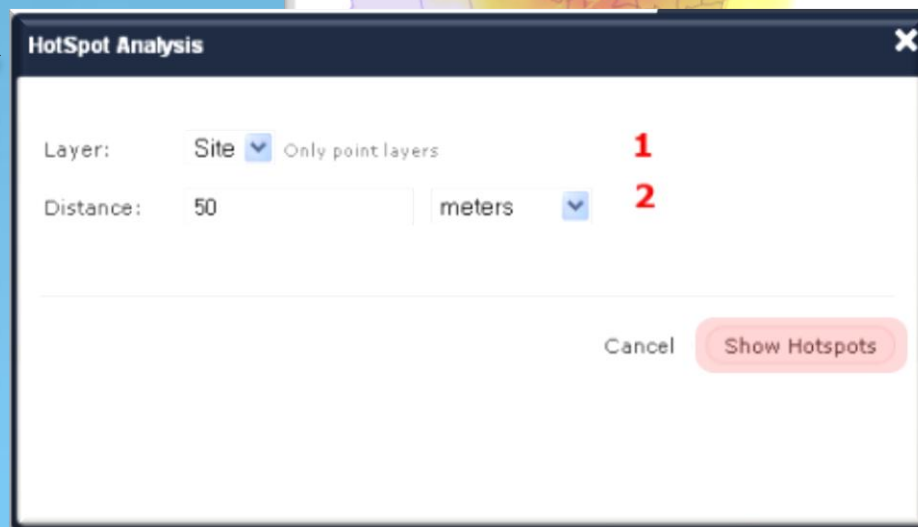 HotSpot Analysis
Layer: Site Only point layers 1
Distance: 50 meters 2
Cancel Show Hotspots